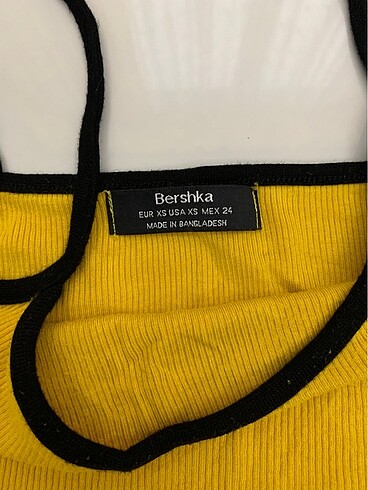 Bershka
EUR XS USA XS MEX 24
MADE IN BANGLADESH